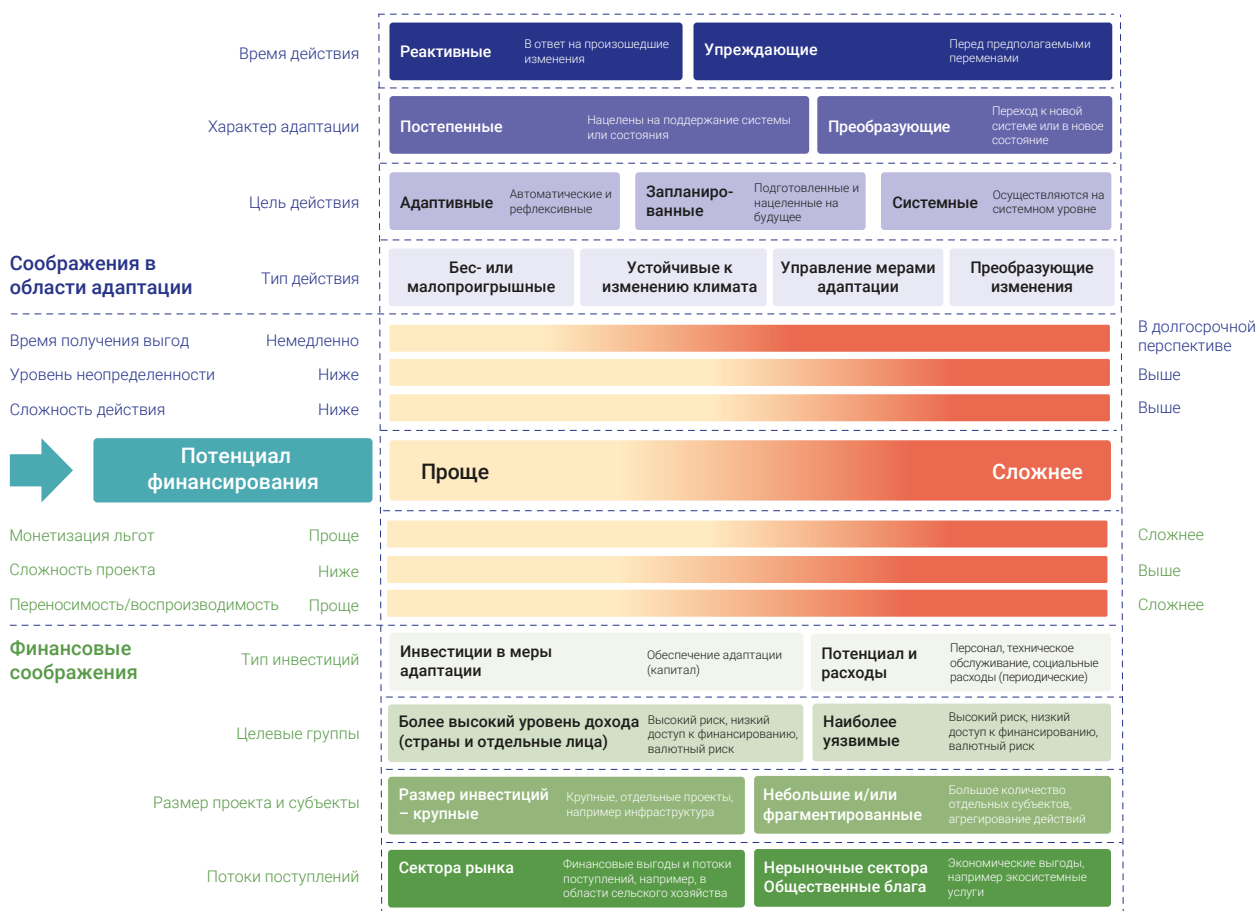 Время действия
Реактивные
В ответ на произошедшие
изменения
Упреждающие
Перед предполагаемыми
переменами
Характер адаптации
Постепенные
Нацелены на поддержание системы
или состояния
Преобразующие
Переход к новой
системе или в новое
состояние
Цель действия
Адаптивные
Автоматические и
рефлексивные
Запланиро-
ванные
Подготовленные и
нацеленные на
будущее
Системные
Осуществляются на
системном уровне
Соображения в
области адаптации
Тип действия
Бес- или
малопроигрышные
Устойчивые к
изменению климата
Управление мерами
адаптации
Преобразующие
изменения
Время получения выгод
Немедленно
В долгосрочной
перспективе
Уровень неопределенности
Ниже
Выше
Сложность действия
Ниже
Выше
Потенциал
финансирования
Проще
Сложнее
Монетизация льгот
Проще
Сложнее
Сложность проекта
Ниже
Выше
Переносимость/воспроизводимость
Проще
Сложнее
Финансовые
соображения
Тип инвестиций
Инвестиции в меры
адаптации
Обеспечение адаптации
(капитал)
Потенциал и
расходы
Персонал, техническое
обслуживание, социальные
расходы (периодические)
Целевые группы
Более высокий уровень дохода
(страны и отдельные лица)
Высокий риск, низкий
доступ к финансированию,
валютный риск
Наиболее
уязвимые
Высокий риск, низкий
доступ к финансированию,
валютный риск
Размер проекта и субъекты
Размер инвестиций
– крупные
Крупные, отдельные проекты,
например инфраструктура
Небольшие и/или
фрагментированные
Большое количество
отдельных субъектов,
агрегирование действий
Потоки поступлений
Сектора рынка
Финансовые выгоды и потоки
поступлений, например, в
области сельского хозяйства
Нерыночные сектора
Общественные блага
Экономические выгоды,
например экосистемные
услуги